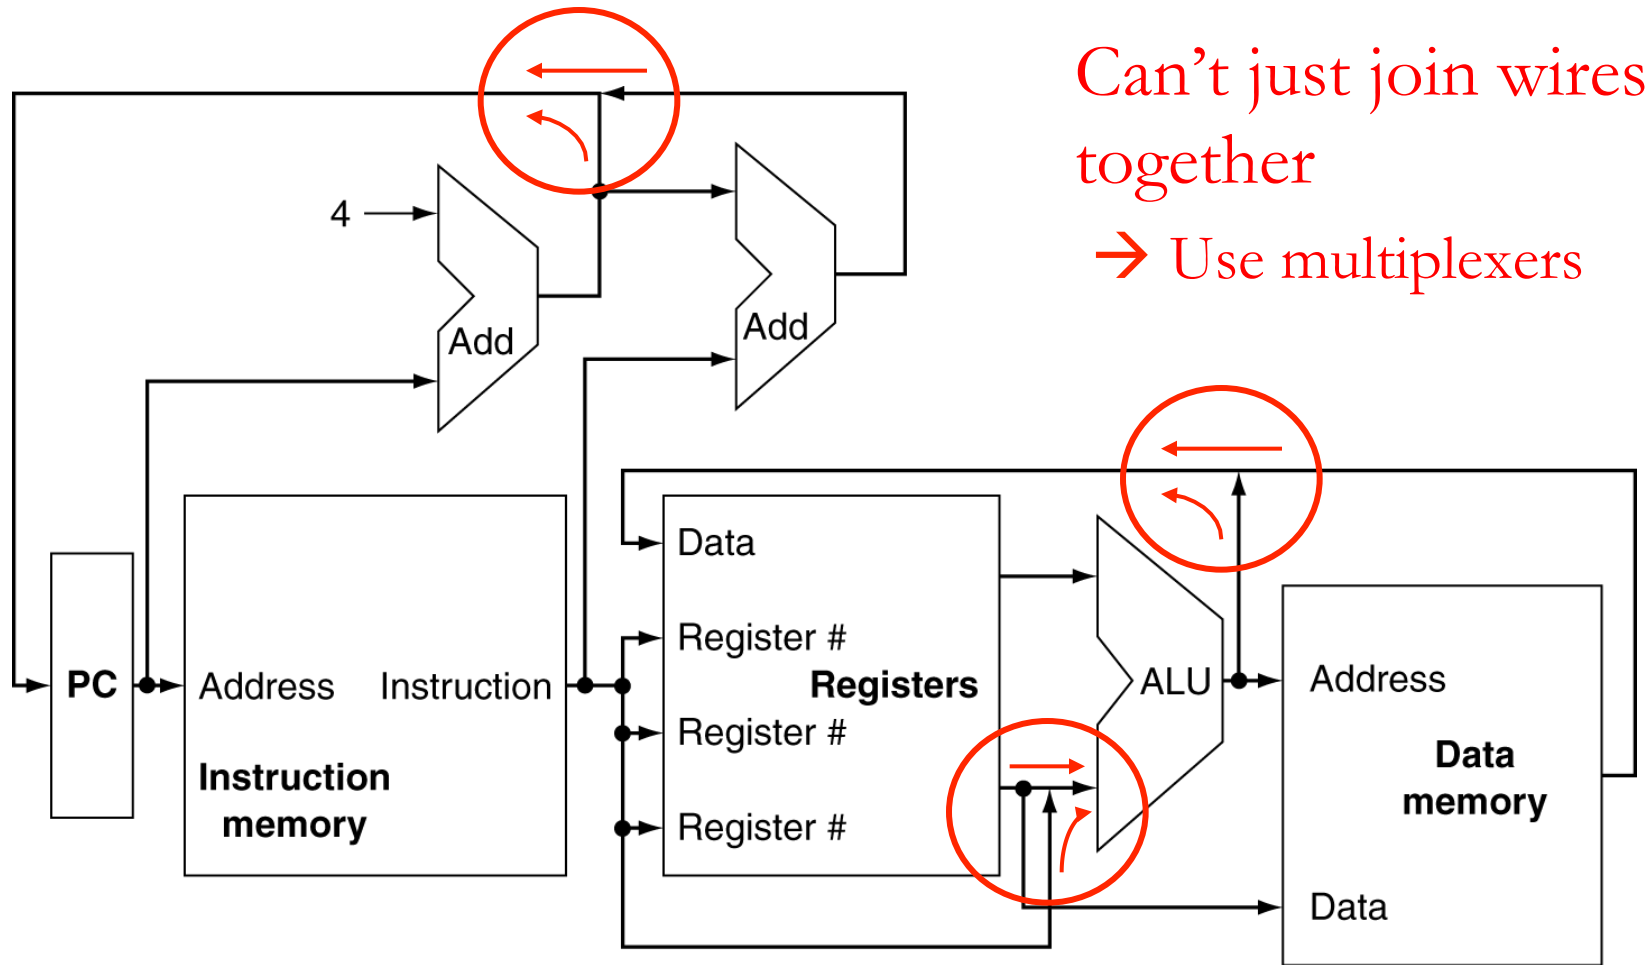 Can’t just join wires
together
→ Use multiplexers
4
Add
Add
PC
Address
Instruction
Instruction
memory
Data
Register #
Registers
Register #
Register #
ALU
Address
Data
memory
Data